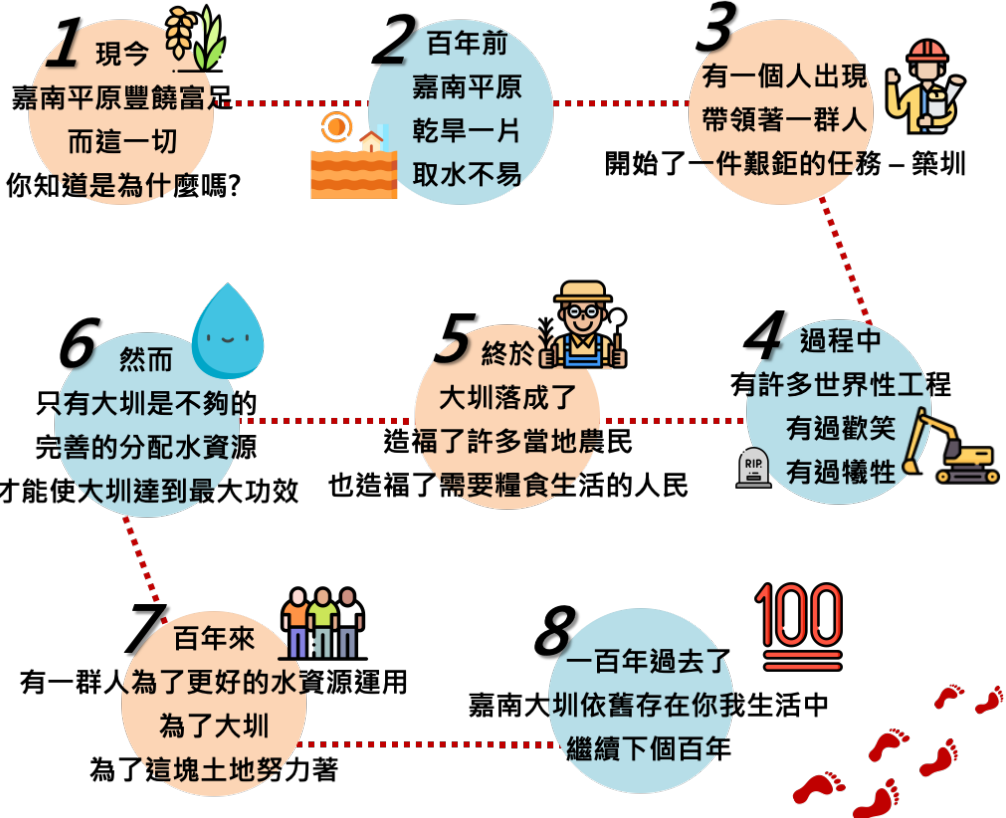 1
現今
嘉南平原豐饒富足
而這一切
你知道是為什麼嗎?
2
百年前
嘉南平原
乾旱一片
取水不易
3
有一個人出現
帶領著一群人
開始了一件艱鉅的任務 – 築圳
4
過程中
有許多世界性工程
有過歡笑
有過犧牲
RIP
5
終於
大圳落成了
造福了許多當地農民
也造福了需要糧食生活的人民
6
然而
只有大圳是不夠的
完善的分配水資源
才能使大圳達到最大功效
7
百年來
有一群人為了更好的水資源運用
為了大圳
為了這塊土地努力著
8
一百年過去了
嘉南大圳依舊存在你我生活中
繼續下個百年
100